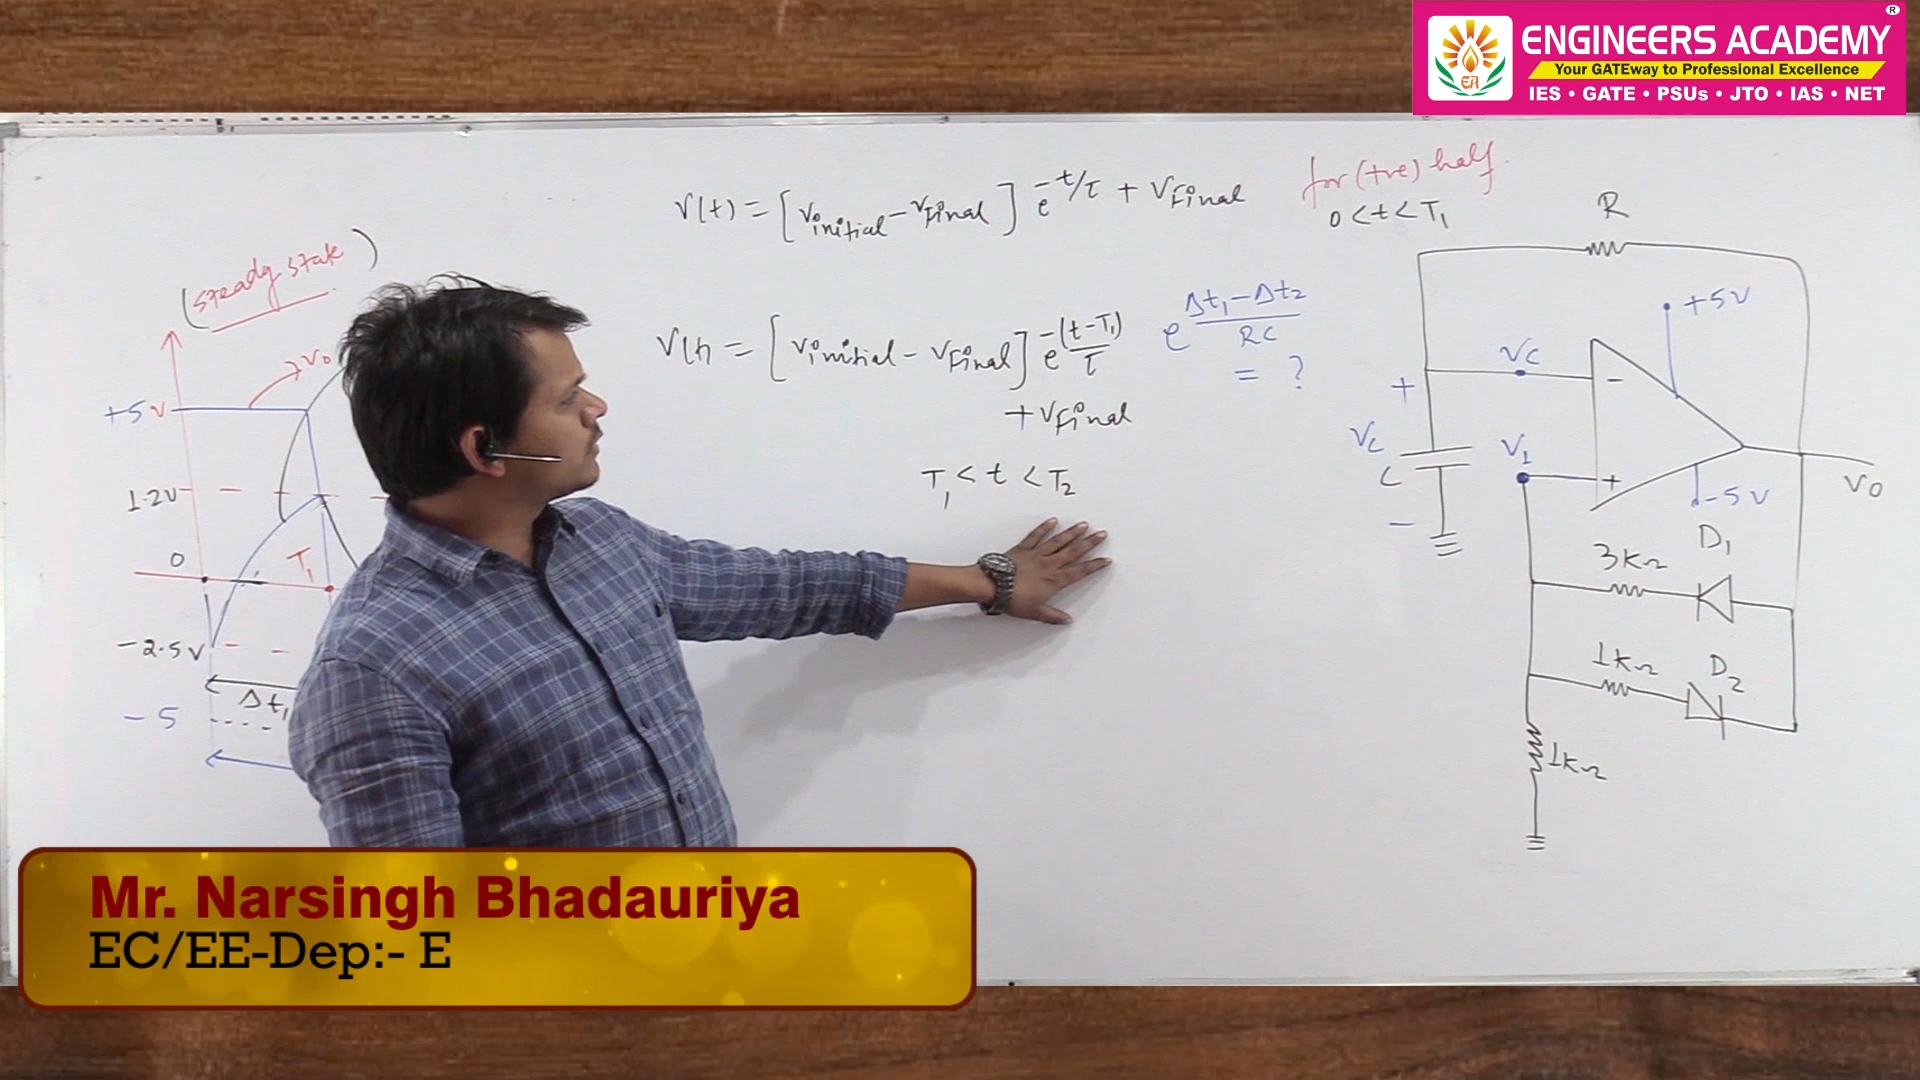 ENGINEERS ACADEMY ®
Your GATEway to Professional Excellence
IES • GATE • PSUs • JTO • IAS • NET
EA
V(t) = [Vinitial - Vfinal] e^-t/τ + Vfinal
for (+ve) half
0 < t < T1
(steady state)
V(t) = [Vinitial - Vfinal] e^-(t-T1)/τ
+ Vfinal
T1 < t < T2
e^(Δt1-Δt2)/RC
= ?
V0
+5V
1.2V
0
T1
-2.5V
Δt1
-5
R
+5V
VC
-
+
VC
C
-
V1
+
-5V
V0
3KΩ
D1
1KΩ
D2
1KΩ
Mr. Narsingh Bhadauriya
EC/EE-Dep:- E